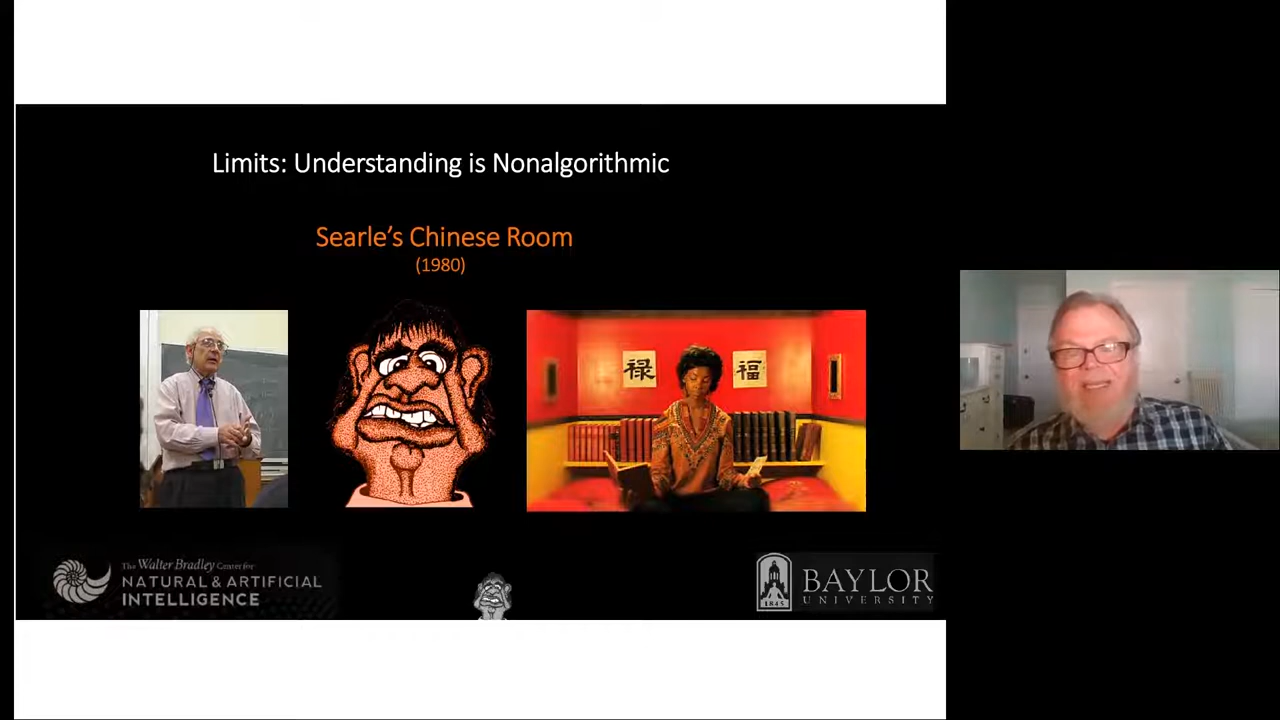 Limits: Understanding is Nonalgorithmic
Searle’s Chinese Room
(1980)
禄
福
The Walter Bradley Center for
NATURAL & ARTIFICIAL
INTELLIGENCE
1845
BAYLOR
UNIVERSITY